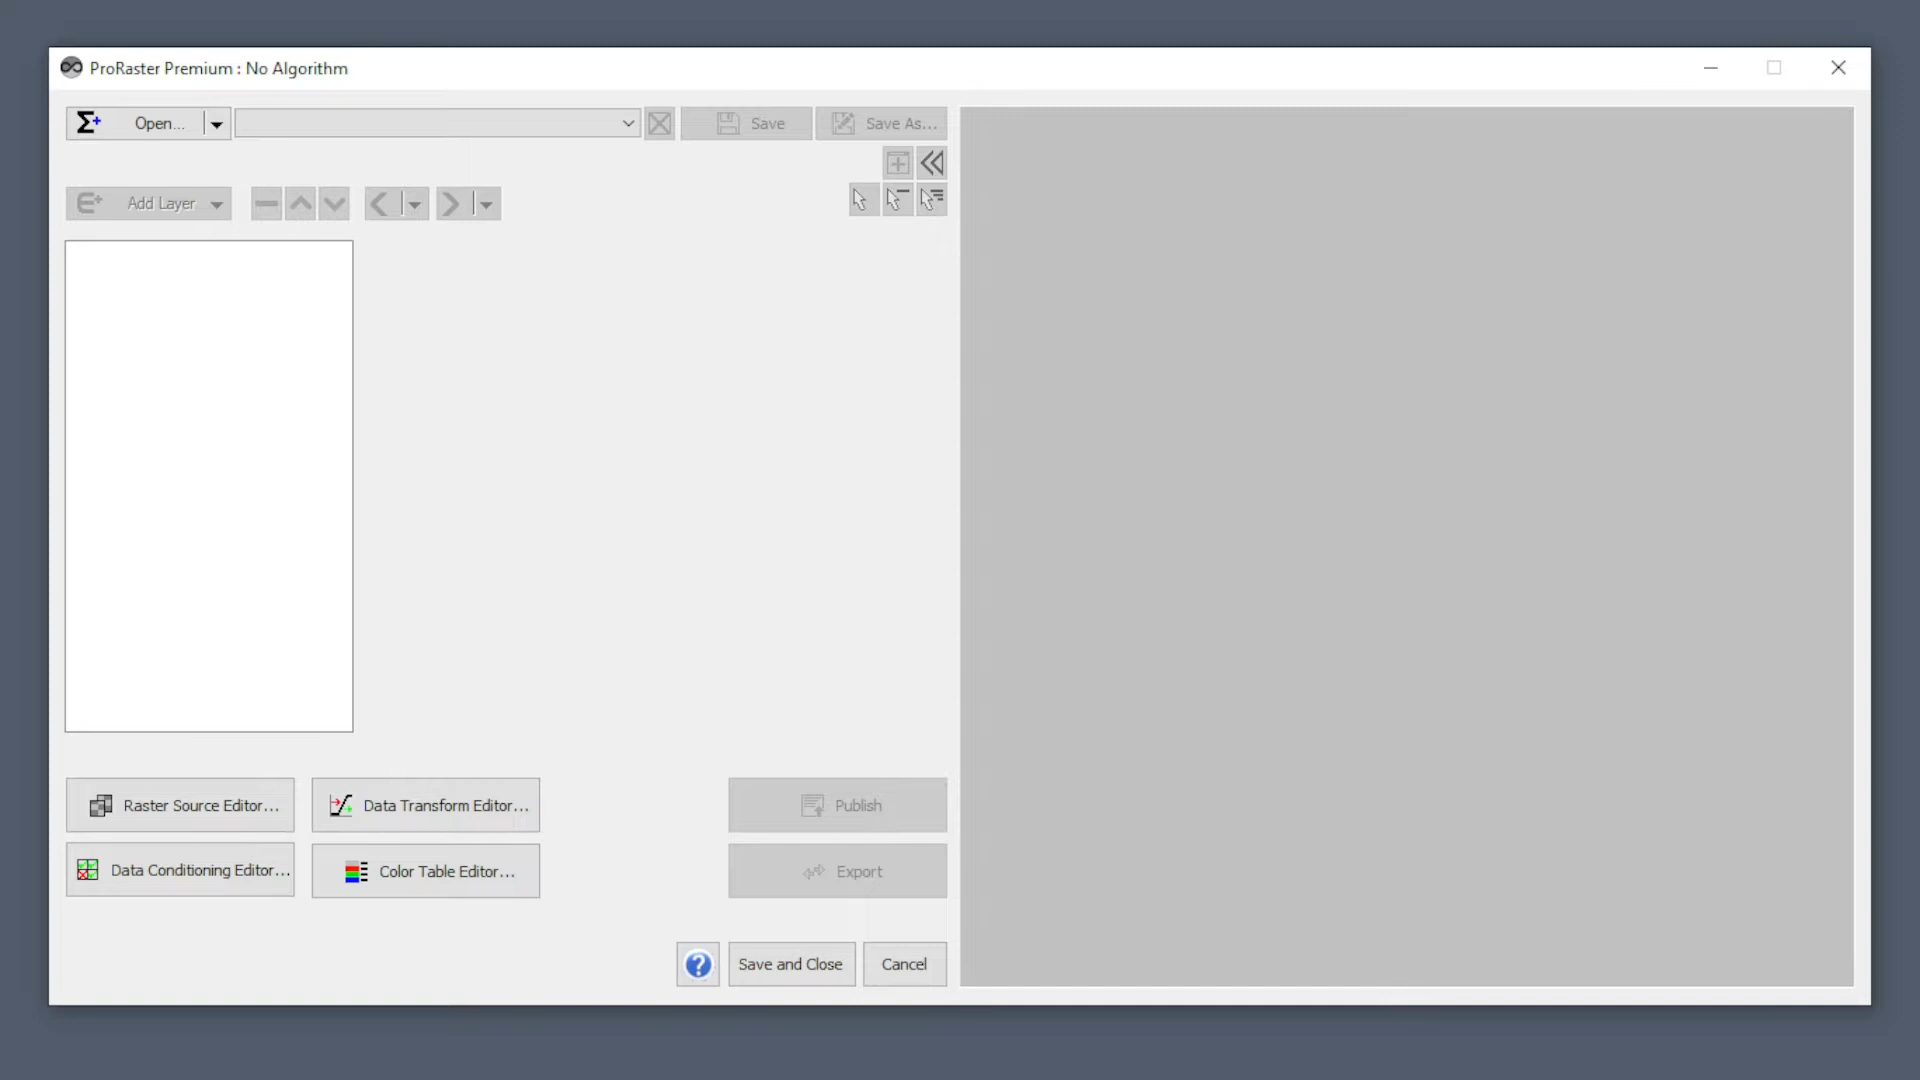 ProRaster Premium : No Algorithm
Open...
Save
Save As...
Add Layer
Raster Source Editor...
Data Transform Editor...
Publish
Data Conditioning Editor...
Color Table Editor...
Export
Save and Close
Cancel